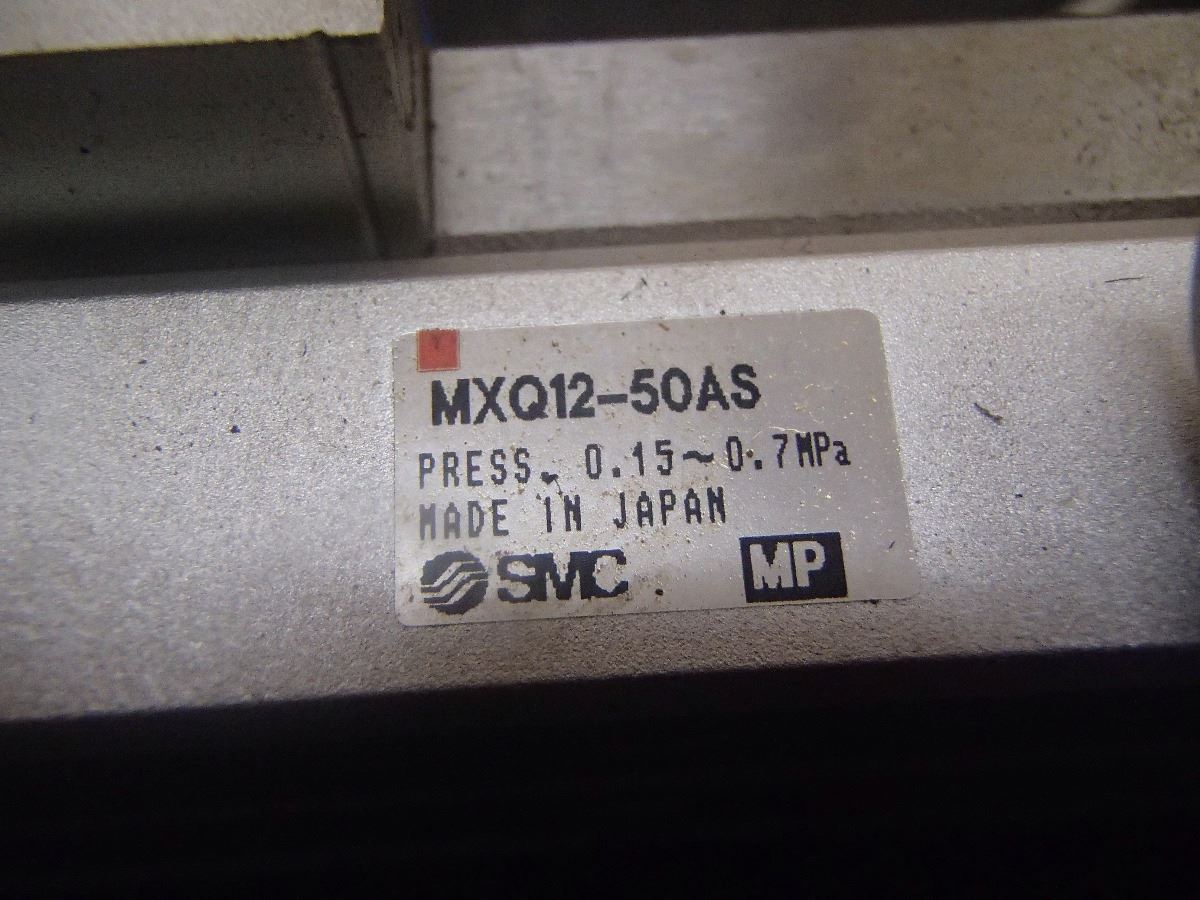 MXQ12-50AS
PRESS. 0.15~0.7MPa
MADE IN JAPAN
SMC MP